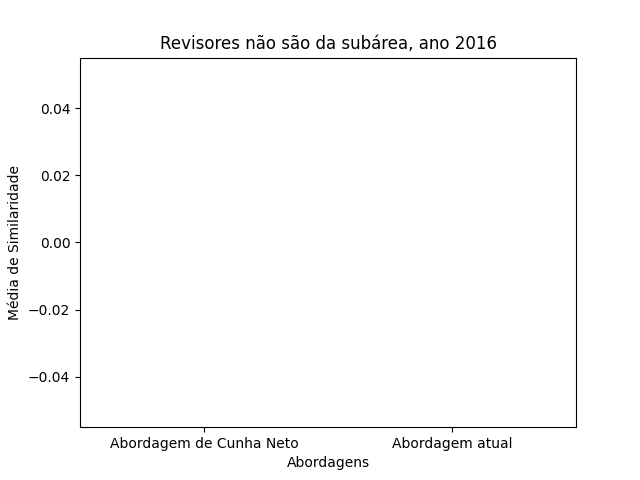 Revisores não são da subárea, ano 2016
0.04
0.02
0.00
−0.02
−0.04
Média de Similaridade
Abordagem de Cunha Neto
Abordagem atual
Abordagens